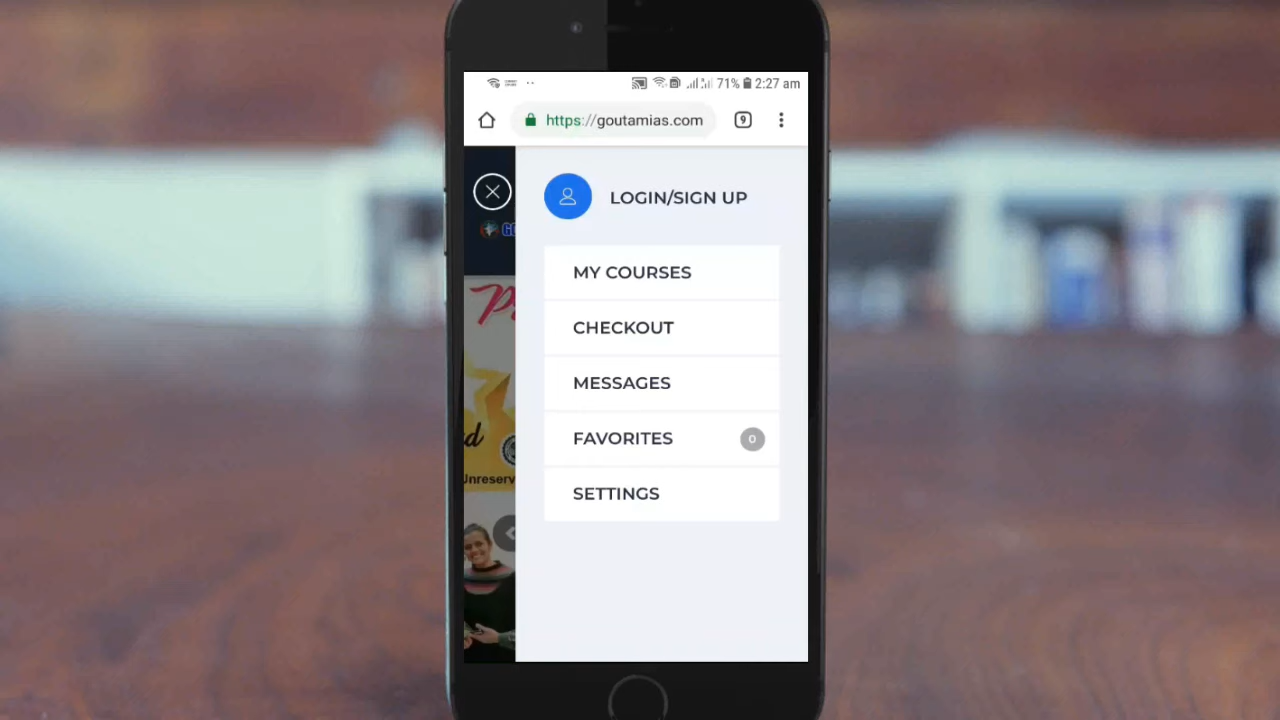 71% 2:27 am
https://goutamias.com 9
LOGIN/SIGN UP
MY COURSES
CHECKOUT
MESSAGES
FAVORITES 0
SETTINGS
Unreserv